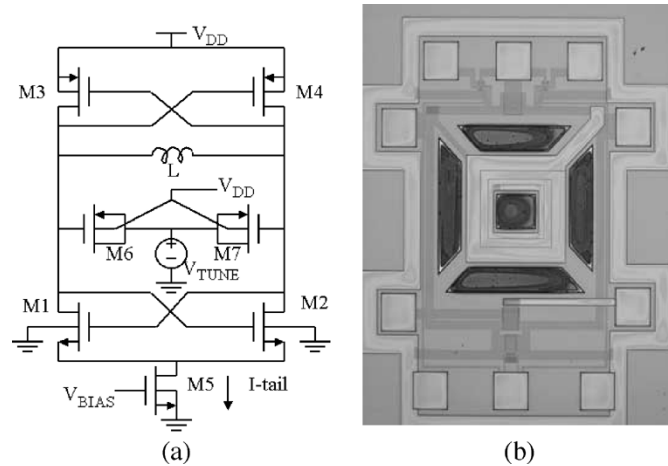 V_DD
M3
M4
L
V_DD
M6
M7
+
-
V_TUNE
M1
M2
V_BIAS
M5
I-tail
(a)
(b)